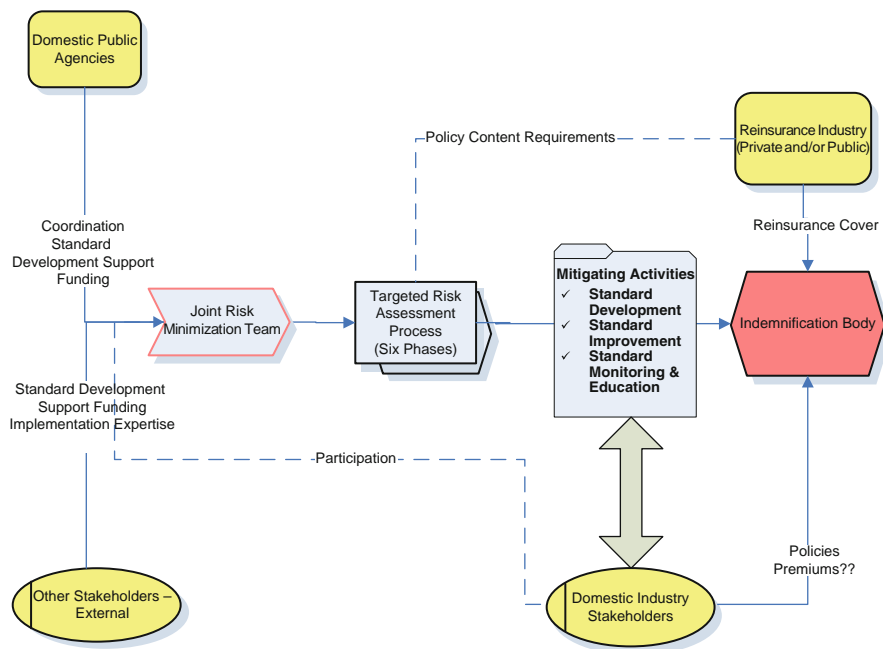 Domestic Public
Agencies
Policy Content Requirements
Reinsurance Industry
(Private and/or Public)
Coordination
Standard
Development Support
Funding
Reinsurance Cover
Joint Risk
Minimization Team
Targeted Risk
Assessment
Process
(Six Phases)
Mitigating Activities
✓ Standard
Development
✓ Standard
Improvement
✓ Standard
Monitoring &
Education
Indemnification Body
Standard Development
Support Funding
Implementation Expertise
Participation
Policies
Premiums??
Other Stakeholders –
External
Domestic Industry
Stakeholders